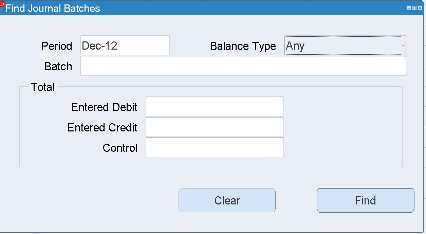 Find Journal Batches
Period Dec-12 Balance Type Any
Batch
Total
Entered Debit
Entered Credit
Control
Clear Find